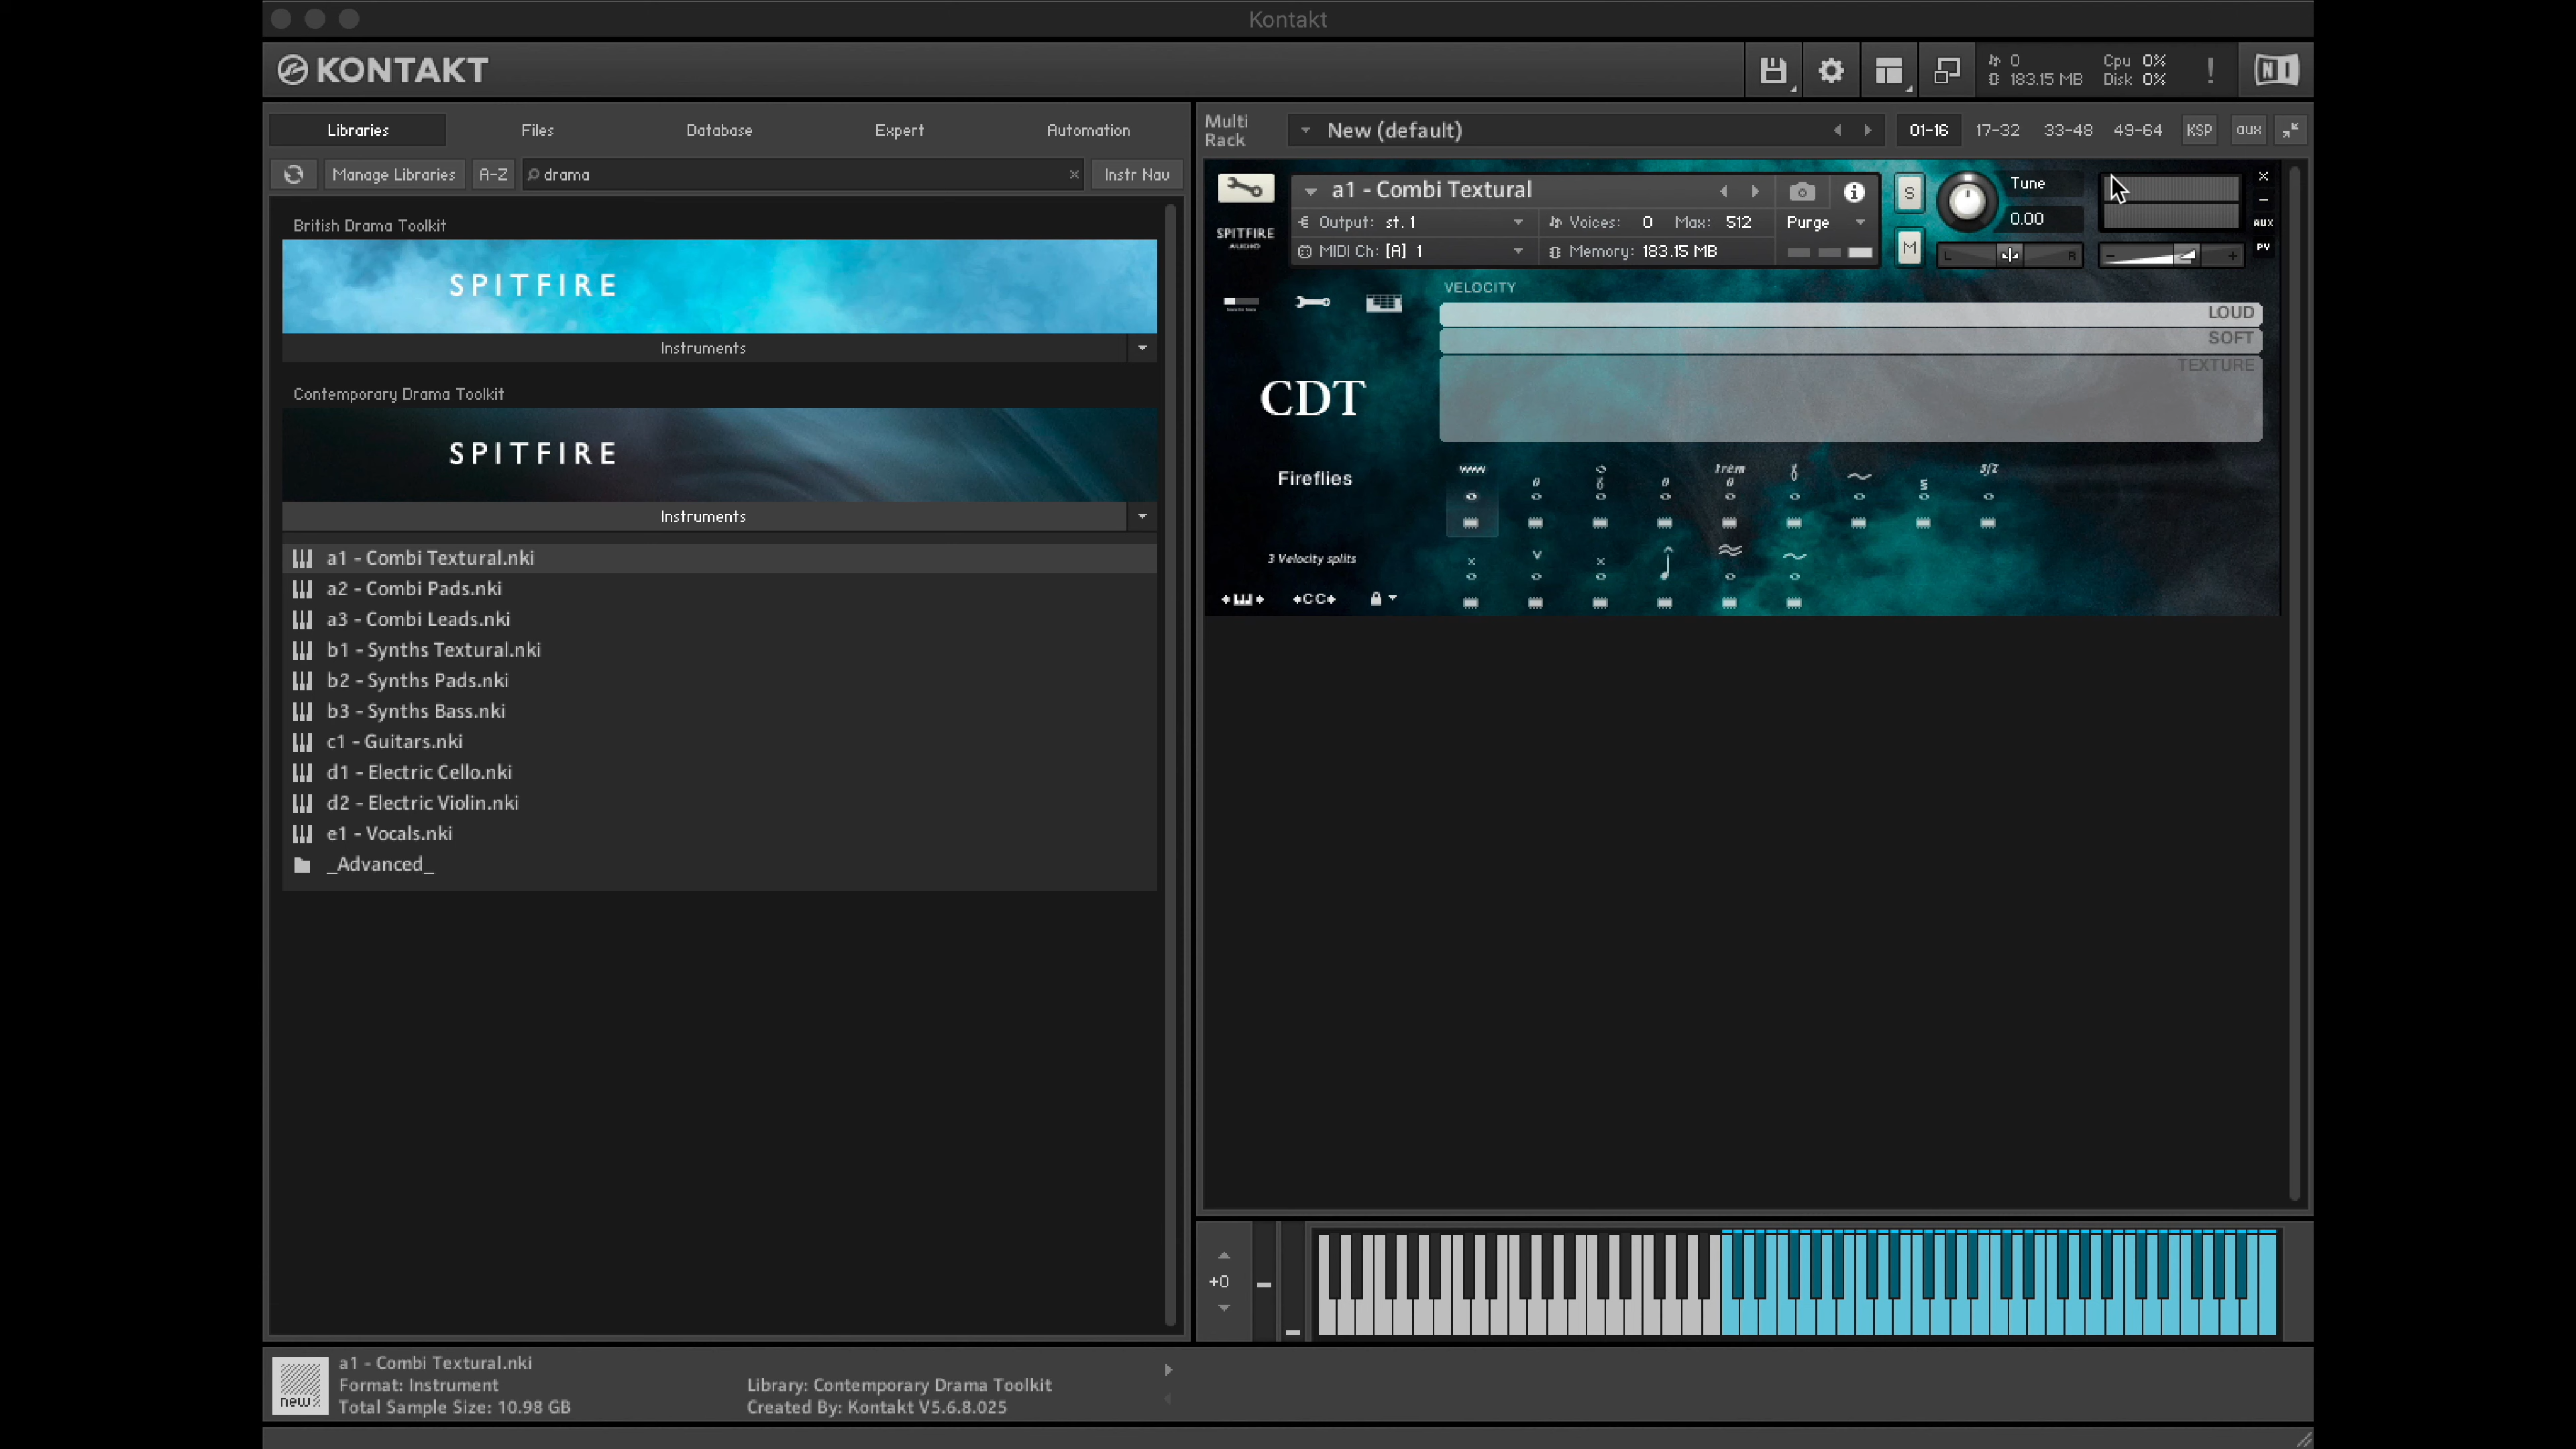 Kontakt
KONTAKT
0
183.15 MB
Cpu 0%
Disk 0%
!
NI
Libraries Files Database Expert Automation
Manage Libraries A-Z drama × Instr Nav
British Drama Toolkit
SPITFIRE
Instruments
Contemporary Drama Toolkit
SPITFIRE
Instruments
a1 - Combi Textural.nki
a2 - Combi Pads.nki
a3 - Combi Leads.nki
b1 - Synths Textural.nki
b2 - Synths Pads.nki
b3 - Synths Bass.nki
c1 - Guitars.nki
d1 - Electric Cello.nki
d2 - Electric Violin.nki
e1 - Vocals.nki
_Advanced_
Multi
Rack
New (default)
01-16 17-32 33-48 49-64 KSP aux
a1 - Combi Textural
Output: st. 1 Voices: 0 Max: 512 Purge
MIDI Ch: [A] 1 Memory: 183.15 MB
SPITFIRE
AUDIO
S
M
Tune
0.00
L R
- +
×
AUX
PV
VELOCITY
LOUD
SOFT
TEXTURE
CDT
Fireflies
trem
sfz
3 Velocity splits
CC
+0
new
a1 - Combi Textural.nki
Format: Instrument
Total Sample Size: 10.98 GB
Library: Contemporary Drama Toolkit
Created By: Kontakt V5.6.8.025